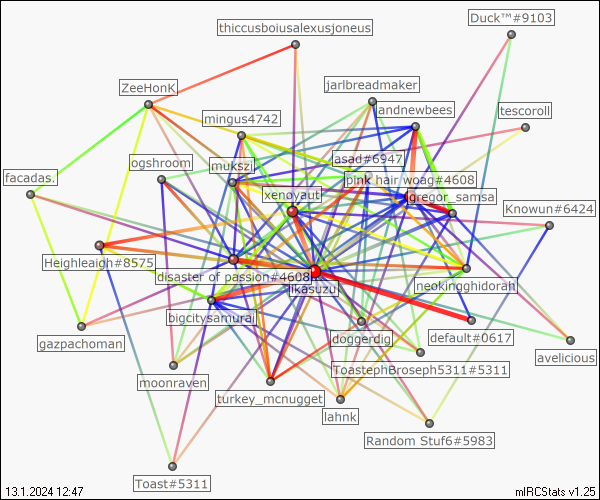 Duck™#9103
thiccusboiusalexusjoneus
jarlbreadmaker
ZeeHonK
landnewbees
tescoroll
mingus4742
asad#6947
ogshroom
mukszi
pink hair woag#4608
facadas.
xenoyaut
gregor_samsa
Knowun#6424
Heighleaigh#8575
disaster of passion#4608
ikasuzu
neokingghidorah
bigcitysamurai
doggerdig
default#0617
gazpachoman
avelicious
ToastephBroseph5311#5311
moonraven
turkey_mcnugget
lahnk
Random Stuf6#5983
Toast#5311
13.1.2024 12:47
mIRCStats v1.25